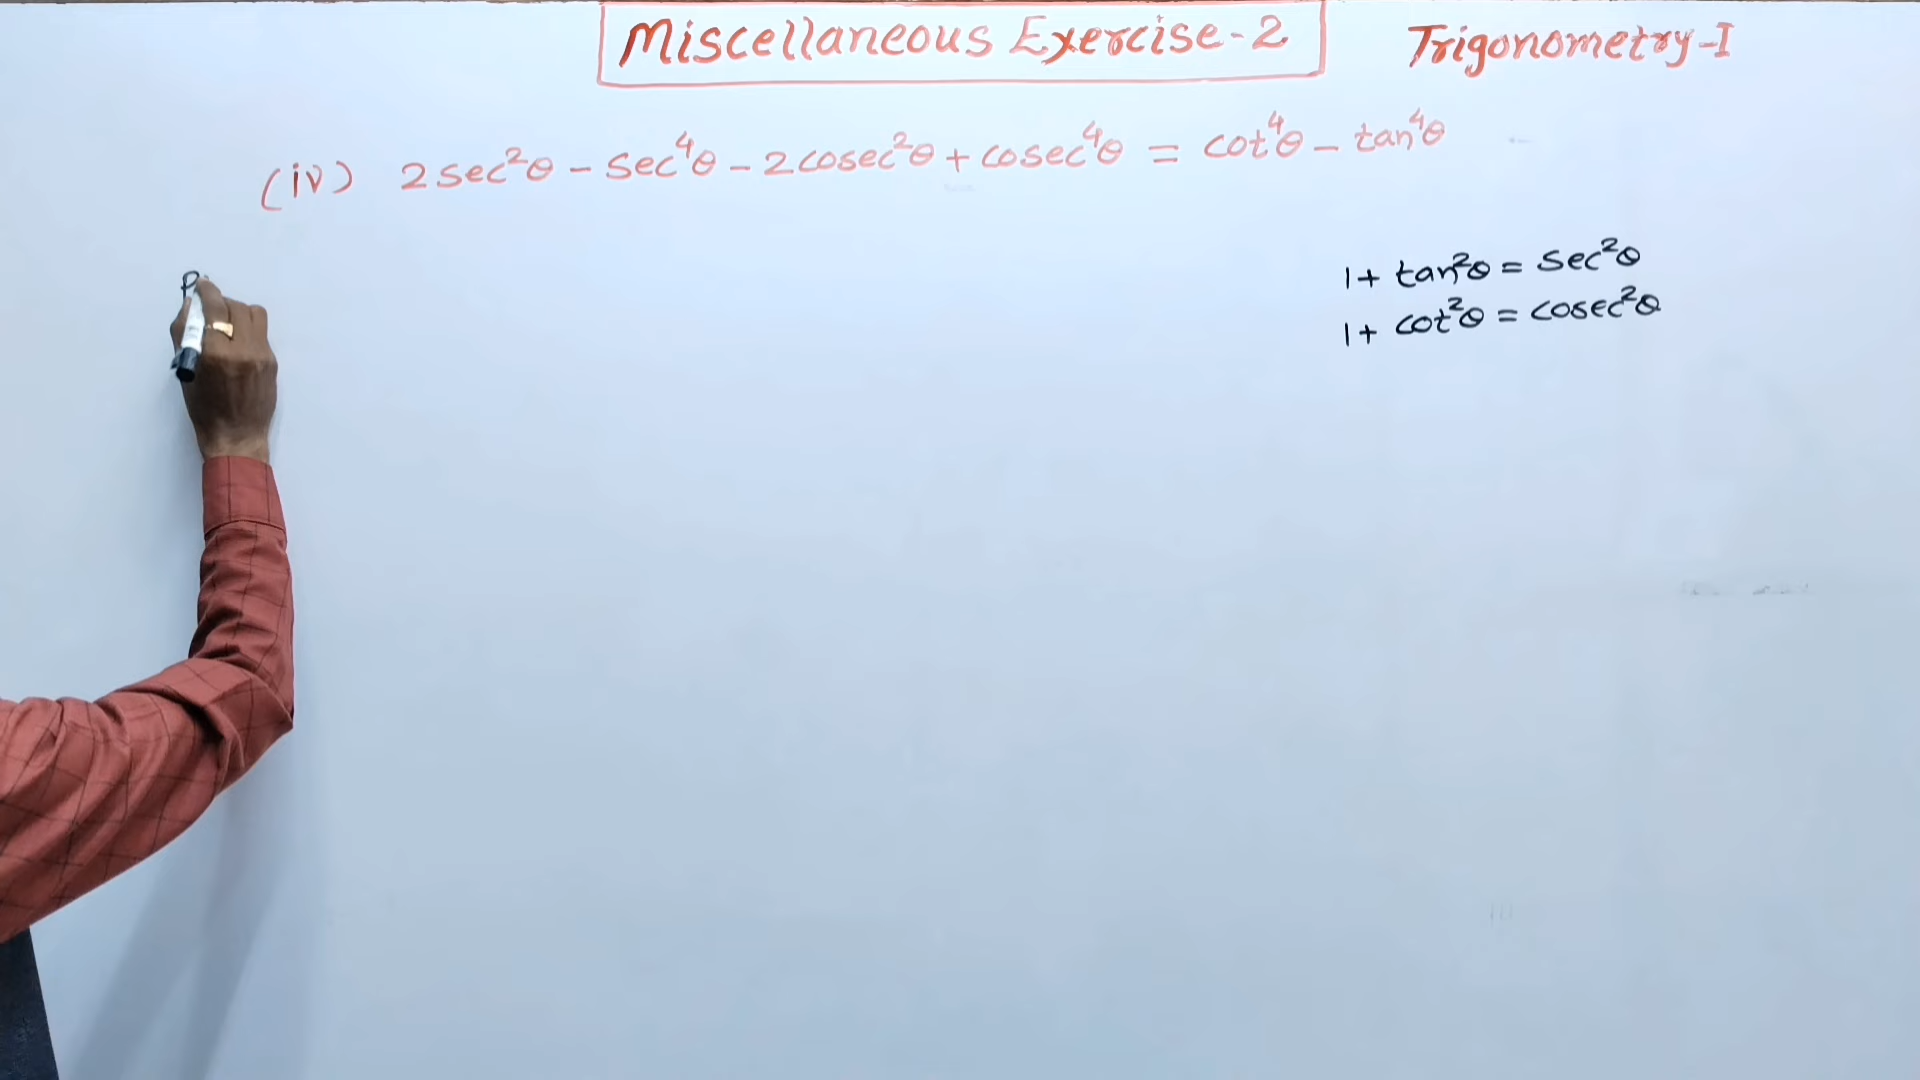 Miscellaneous Exercise-2
Trigonometry-I
(iv) 2sec²θ - sec⁴θ - 2cosec²θ + cosec⁴θ = cot⁴θ - tan⁴θ
1 + tan²θ = sec²θ
1 + cot²θ = cosec²θ